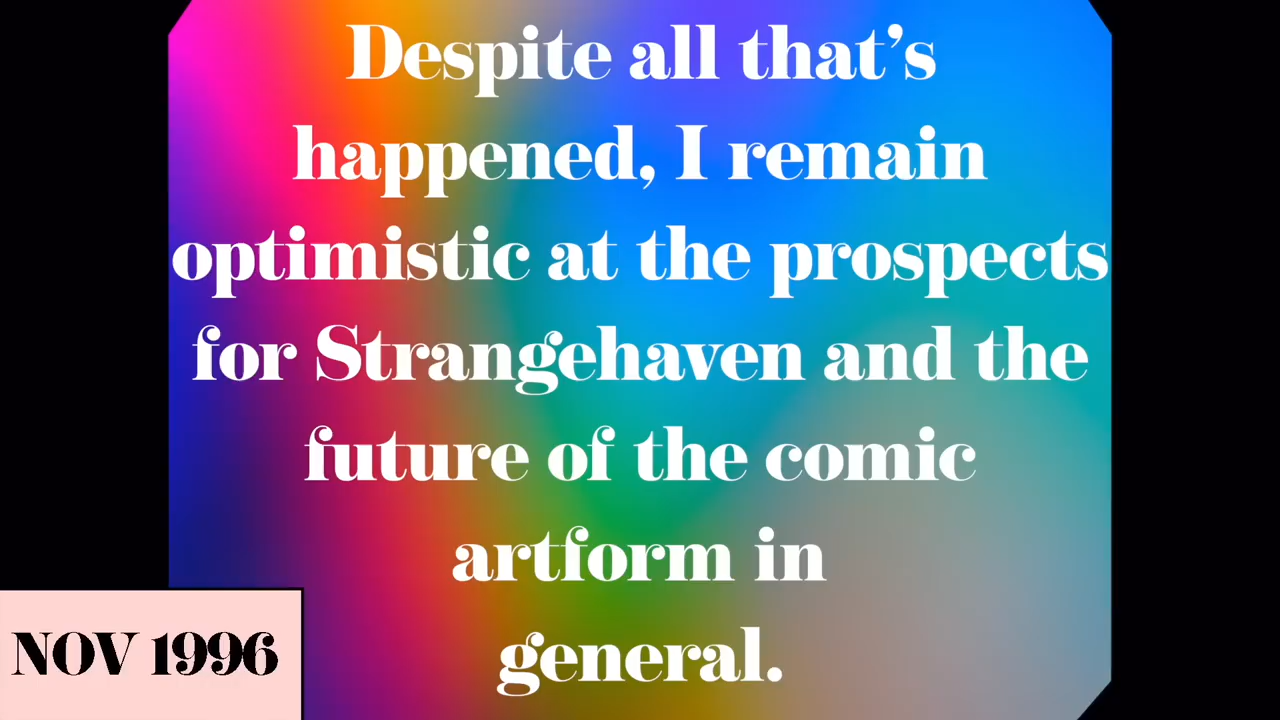 Despite all that’s
happened, I remain
optimistic at the prospects
for Strangehaven and the
future of the comic
artform in
general.
NOV 1996